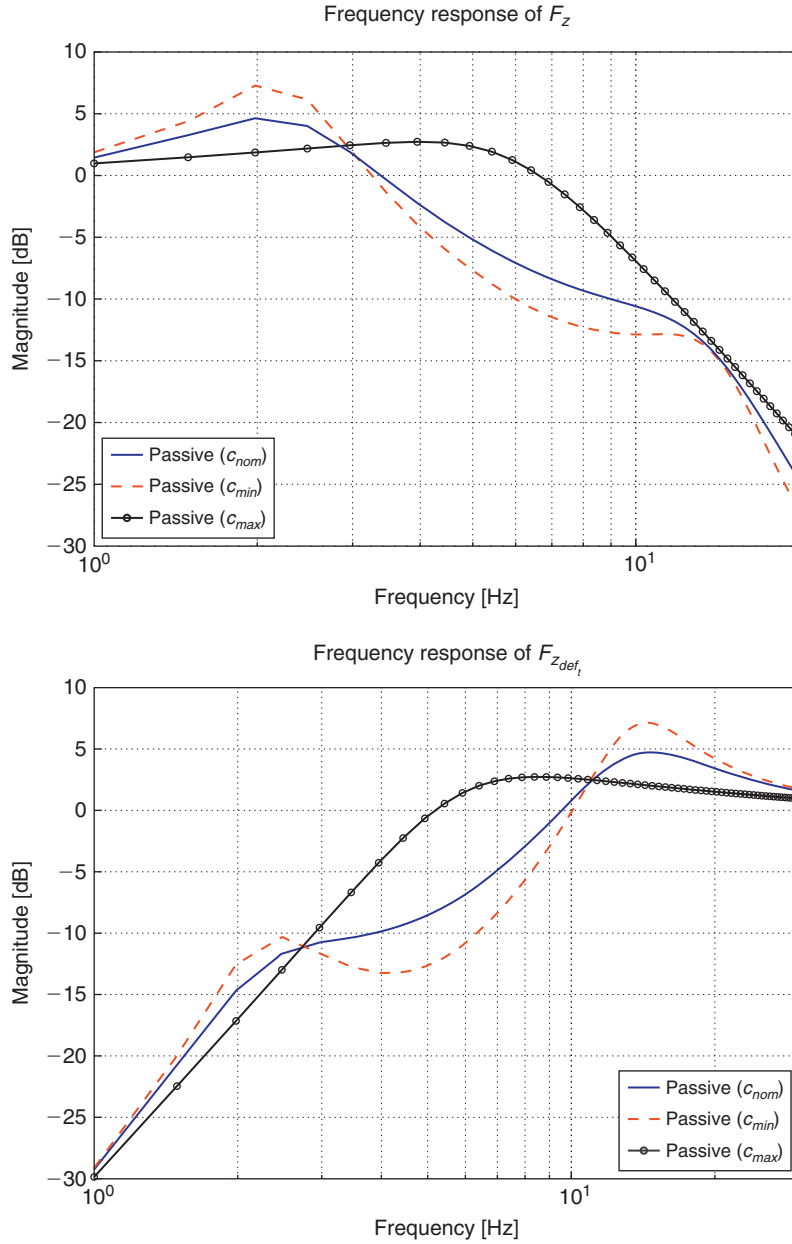 Frequency response of F_z
10
5
0
−5
−10
−15
−20
−25
−30
Magnitude [dB]
Passive (c_nom)
Passive (c_min)
Passive (c_max)
10^0
10^1
Frequency [Hz]
Frequency response of F_z_def_t
10
5
0
−5
−10
−15
−20
−25
−30
Magnitude [dB]
Passive (c_nom)
Passive (c_min)
Passive (c_max)
10^0
10^1
Frequency [Hz]